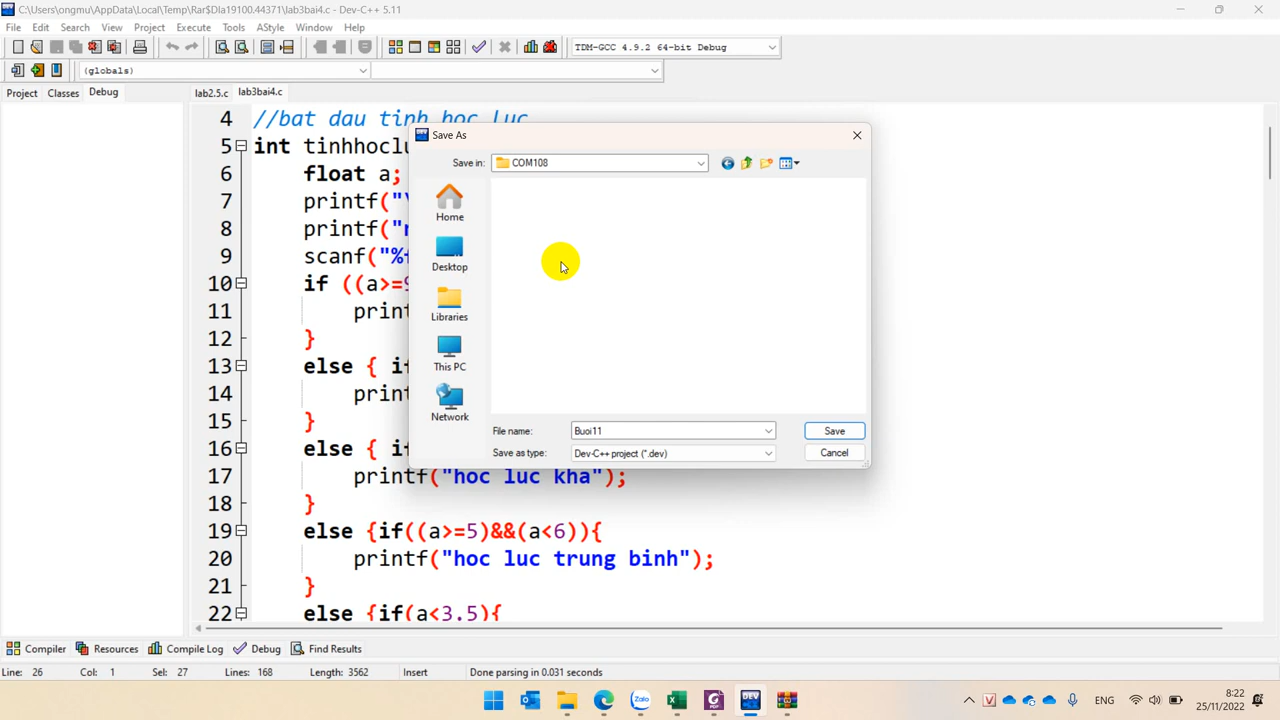 C:\Users\ongmu\AppData\Local\Temp\Rar$DIa19100.44371\lab3bai4.c - Dev-C++ 5.11
File Edit Search View Project Execute Tools AStyle Window Help
TDM-GCC 4.9.2 64-bit Debug
(globals)
Project Classes Debug lab2.5.c lab3bai4.c
4 //bat dau tinh hoc luc
Save As
5 int tinhhoclu
Save in: COM108
6 float a;
7 printf("\
Home
8 printf("
9 scanf("%f
Desktop
10 if ((a>=9
11 print
Libraries
12 }
13 else { if
This PC
14 print
Network
15 }
File name: Buoi11 Save
16 else { if
Save as type: Dev-C++ project (*.dev) Cancel
17 printf("hoc luc kha");
18 }
19 else {if((a>=5)&&(a<6)){
20 printf("hoc luc trung binh");
21 }
22 else {if(a<3.5){
Compiler Resources Compile Log Debug Find Results
Line: 26 Col: 1 Sel: 27 Lines: 168 Length: 3562 Insert Done parsing in 0.031 seconds
Zalo DEV ENG 8:22
25/11/2022